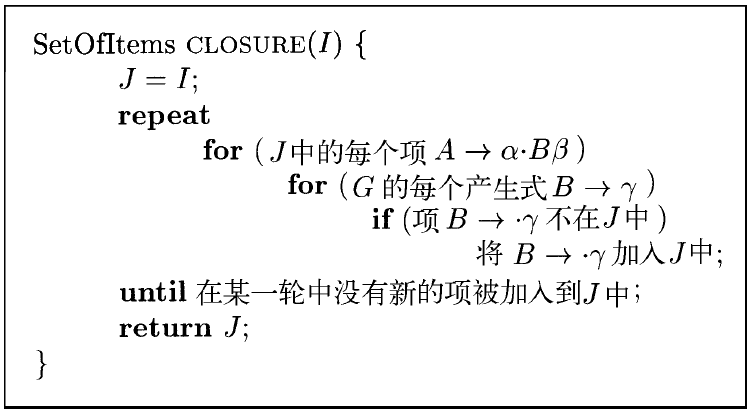 SetOfItems CLOSURE(I) {
J = I;
repeat
for ( J中的每个项 A → α·Bβ )
for ( G 的每个产生式 B → γ )
if (项 B → ·γ 不在J中 )
将 B → ·γ 加入J中;
until 在某一轮中没有新的项被加入到J中;
return J;
}